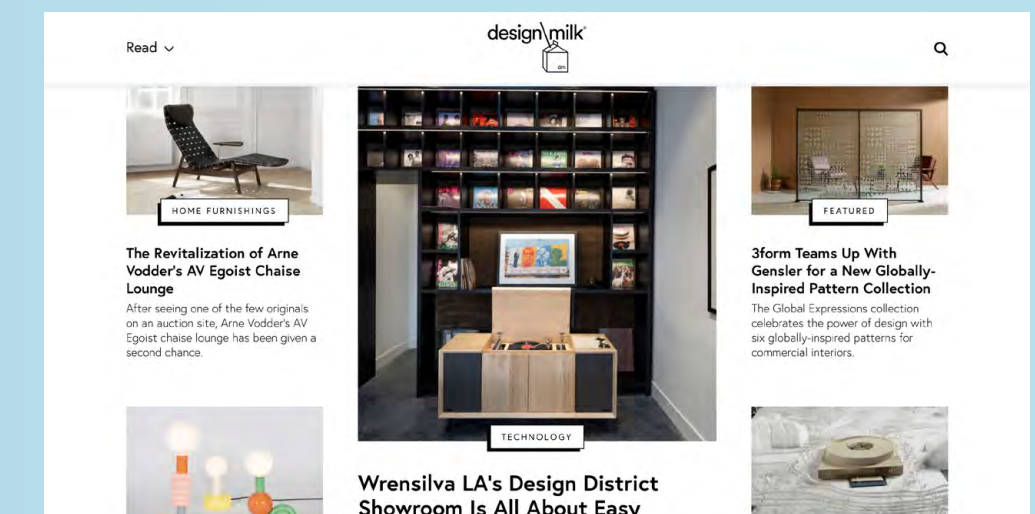 Read
design milk
dm
HOME FURNISHINGS
The Revitalization of Arne
Vodder's AV Egoist Chaise
Lounge
After seeing one of the few originals
on an auction site, Arne Vodder's AV
Egoist chaise lounge has been given a
second chance.
TECHNOLOGY
Wrensilva LA's Design District
Showroom Is All About Easy
FEATURED
3form Teams Up With
Gensler for a New Globally-
Inspired Pattern Collection
The Global Expressions collection
celebrates the power of design with
six globally-inspired patterns for
commercial interiors.